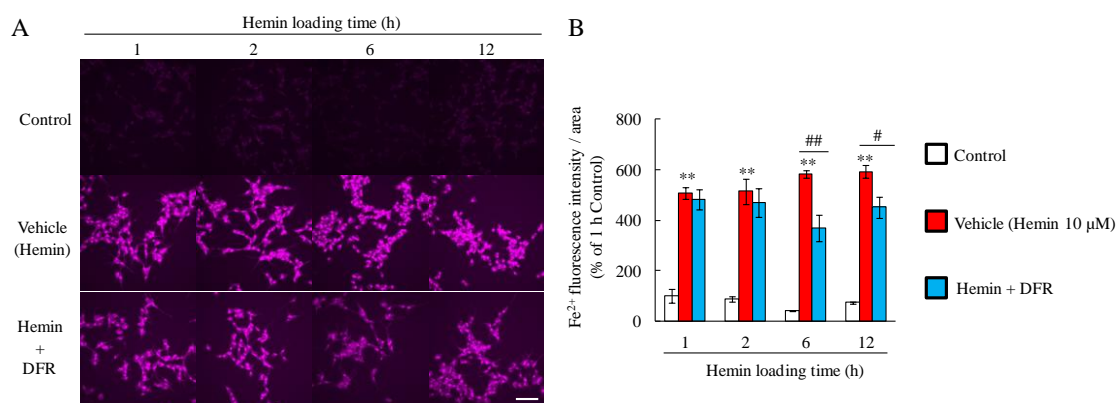 A
Hemin loading time (h)
1 2 6 12
Control
Vehicle
(Hemin)
Hemin
+
DFR
B
Fe²⁺ fluorescence intensity / area
(% of 1 h Control)
800
600
400
200
0
** ** ** **
## #
1 2 6 12
Hemin loading time (h)
Control
Vehicle (Hemin 10 µM)
Hemin + DFR